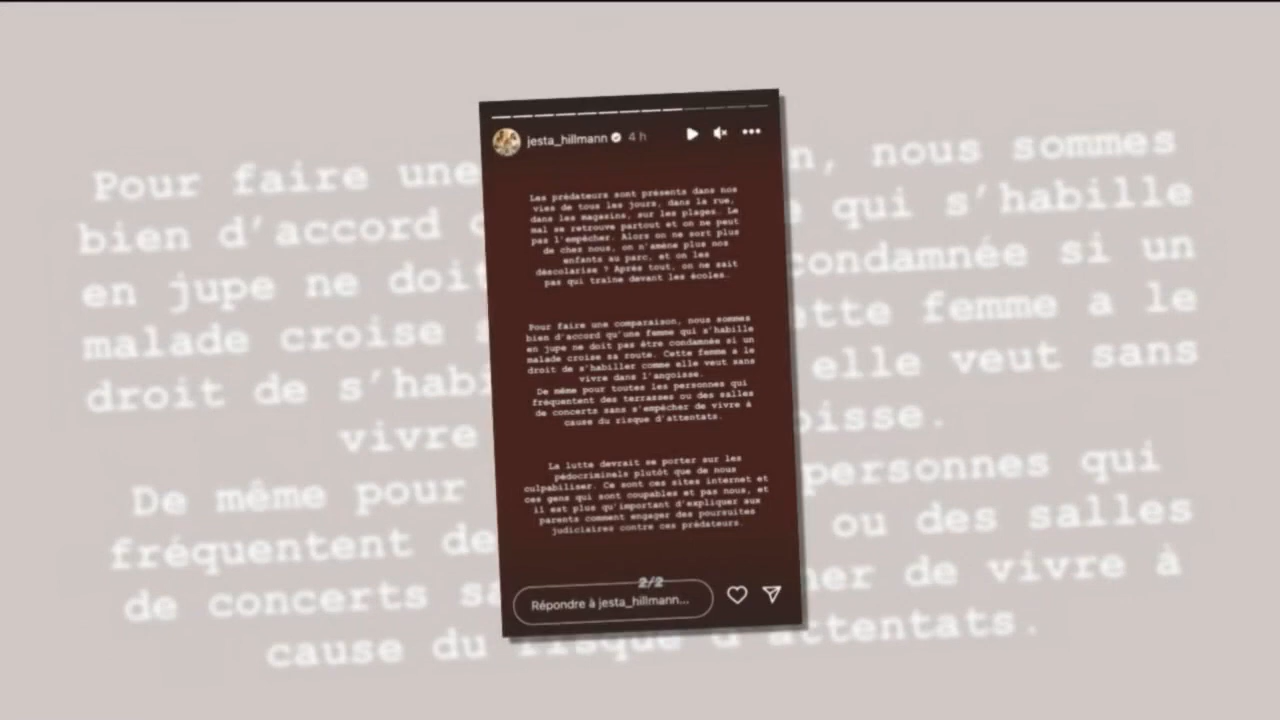 jesta_hillmann 4 h
Les prédateurs sont présents dans nos
vies de tous les jours, dans la rue,
dans les magasins, sur les plages. Le
mal se retrouve partout et on ne peut
pas l'empêcher. Alors on ne sort plus
de chez nous, on n'amène plus nos
enfants au parc, et on les
déscolarise ? Après tout, on ne sait
pas qui traîne devant les écoles.
Pour faire une comparaison, nous sommes
bien d'accord qu'une femme qui s'habille
en jupe ne doit pas être condamnée si un
malade croise sa route. Cette femme a le
droit de s'habiller comme elle veut sans
vivre dans l'angoisse.
De même pour toutes les personnes qui
fréquentent des terrasses ou des salles
de concerts sans s'empêcher de vivre à
cause du risque d'attentats.
La lutte devrait se porter sur les
pédocriminels plutôt que de nous
culpabiliser. Ce sont ces sites internet et
ces gens qui sont coupables et pas nous, et
il est plus qu'important d'expliquer aux
parents comment engager des poursuites
judiciaires contre ces prédateurs.
2/2
Répondre à jesta_hillmann...
Pour faire une n, nous sommes
bien d'accord qui s'habille
en jupe ne doit condamnée si un
malade croise ette femme a le
droit de s'habi elle veut sans
vivre oisse.
De même pour personnes qui
fréquentent de ou des salles
de concerts sa her de vivre à
cause du risque d'attentats.